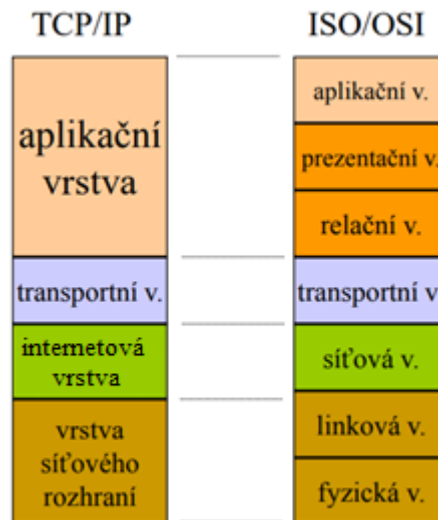 TCP/IP
aplikační
vrstva
transportní v.
internetová
vrstva
vrstva
síťového
rozhraní
ISO/OSI
aplikační v.
prezentační v.
relační v.
transportní v
síťová v.
linková v.
fyzická v.